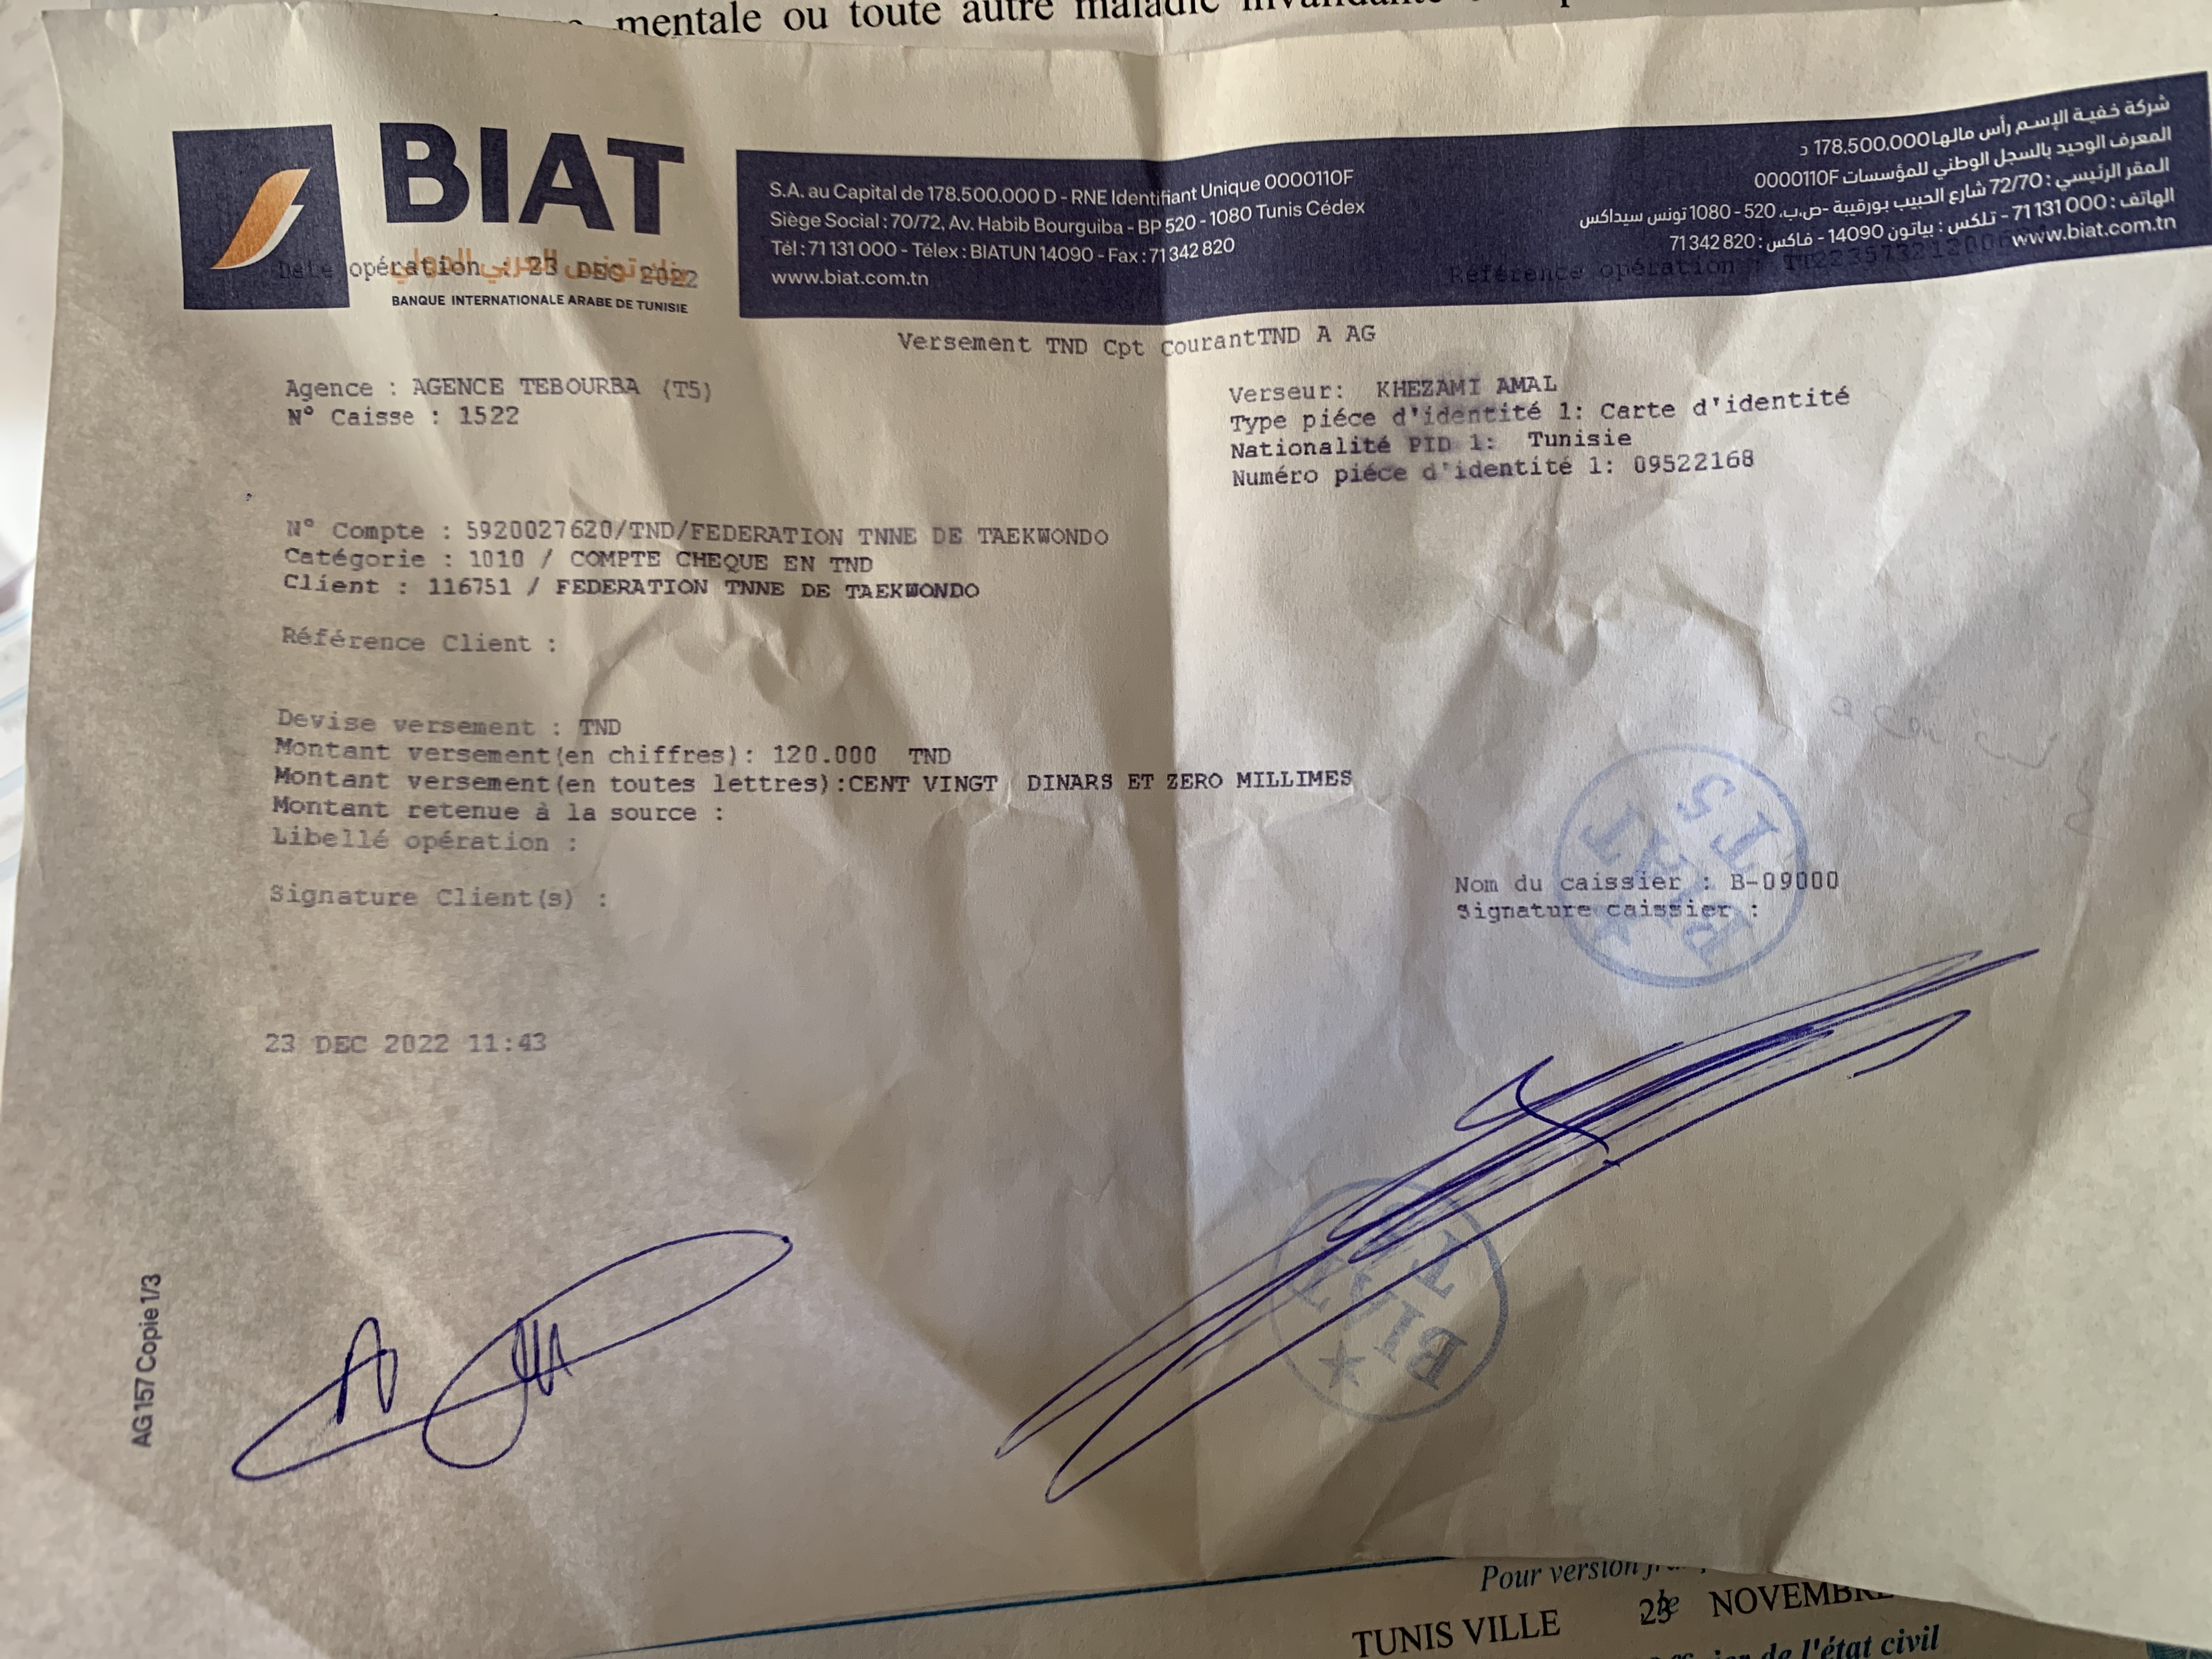 mentale ou toute autre maladie
BIAT
بنك تونس العربي الدولي
BANQUE INTERNATIONALE ARABE DE TUNISIE
S.A. au Capital de 178.500.000 D - RNE Identifiant Unique 0000110F
Siège Social : 70/72, Av. Habib Bourguiba - BP 520 - 1080 Tunis Cédex
Tél : 71 131 000 - Télex : BIATUN 14090 - Fax : 71 342 820
www.biat.com.tn
شركة خفية الإسم رأس مالها 178.500.000 د
المعرف الوحيد بالسجل الوطني للمؤسسات 0000110F
المقر الرئيسي : 72/70 شارع الحبيب بورقيبة -ص.ب. 520 - 1080 تونس سيداكس
الهاتف : 000 131 71 - تلكس : بياتون 14090 - فاكس : 820 342 71
www.biat.com.tn
Date opération : 23 DEC 2022
Référence opération :
Versement TND Cpt CourantTND A AG
Agence : AGENCE TEBOURBA (T5)
N° Caisse : 1522
Verseur: KHEZAMI AMAL
Type piéce d'identité 1: Carte d'identité
Nationalité PID 1: Tunisie
Numéro piéce d'identité 1: 09522168
N° Compte : 5920027620/TND/FEDERATION TNNE DE TAEKWONDO
Catégorie : 1010 / COMPTE CHEQUE EN TND
Client : 116751 / FEDERATION TNNE DE TAEKWONDO
Référence Client :
Devise versement : TND
Montant versement(en chiffres): 120.000 TND
Montant versement(en toutes lettres):CENT VINGT DINARS ET ZERO MILLIMES
Montant retenue à la source :
Libellé opération :
Signature Client(s) :
Nom du caissier : B-09000
Signature caissier :
BIAT
T5
23 DEC 2022 11:43
BIAT
AG 157 Copie 1/3
Pour version
TUNIS VILLE NOVEMBRE
de l'état civil